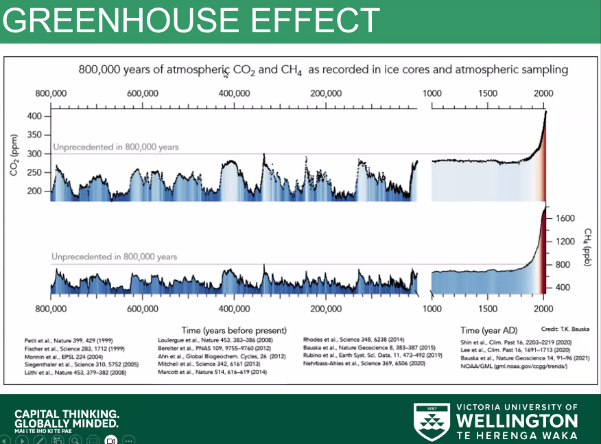 GREENHOUSE EFFECT
800,000 years of atmospheric CO2 and CH4 as recorded in ice cores and atmospheric sampling
800,000 600,000 400,000 200,000 1000 1500 2000
400
350
300
250
200
CO2 (ppm)
Unprecedented in 800,000 years
1600
1200
800
400
CH4 (ppb)
Unprecedented in 800,000 years
800,000 600,000 400,000 200,000 1000 1500 2000
Time (years before present)
Time (year AD)
Credit: T.K. Bauska
Petit et al., Nature 399, 429 (1999)
Fischer et al., Science 283, 1712 (1999)
Monnin et al., EPSL 224 (2004)
Siegenthaler et al., Science 310, 5752 (2005)
Lüthi et al., Nature 453, 379-382 (2008)
Loulergue et al., Nature 453, 383-386 (2008)
Bereiter et al., PNAS 109, 9755-9760 (2012)
Ahn et al., Global Biogeochem. Cycles, 26 (2012)
Mitchell et al., Science 342, 6161 (2013)
Marcott et al., Nature 514, 616-619 (2014)
Rhodes et al., Science 348, 6238 (2014)
Bauska et al., Nature Geoscience 8, 383-387 (2015)
Rubino et al., Earth Syst. Sci. Data, 11, 473-492 (2019)
Nehrbass-Ahles et al., Science 369, 6506 (2020)
Shin et al., Clim. Past 16, 2203-2219 (2020)
Lee et al., Clim. Past 16, 1691-1713 (2020)
Bauska et al., Nature Geoscience 14, 91-96 (2021)
NOAA/GML (gml.noaa.gov/ccgg/trends/)
CAPITAL THINKING.
GLOBALLY MINDED.
MAI I TE IHO KI TE PAE
1897
VICTORIA UNIVERSITY OF
WELLINGTON
TE HERENGA WAKA